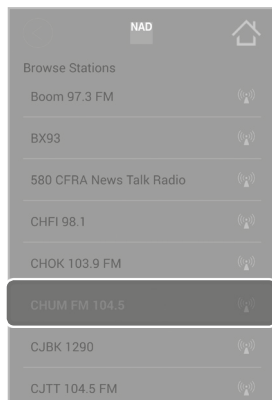 NAD
Browse Stations
Boom 97.3 FM
BX93
580 CFRA News Talk Radio
CHFI 98.1
CHOK 103.9 FM
CHUM FM 104.5
CJBK 1290
CJTT 104.5 FM